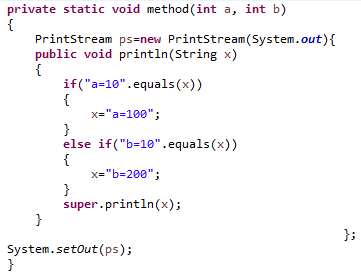 private static void method(int a, int b)
{
    PrintStream ps=new PrintStream(System.out){
    public void println(String x)
    {
        if("a=10".equals(x))
        {
            x="a=100";
        }
        else if("b=10".equals(x))
        {
            x="b=200";
        }
        super.println(x);
    }
                                                };
System.setOut(ps);
}